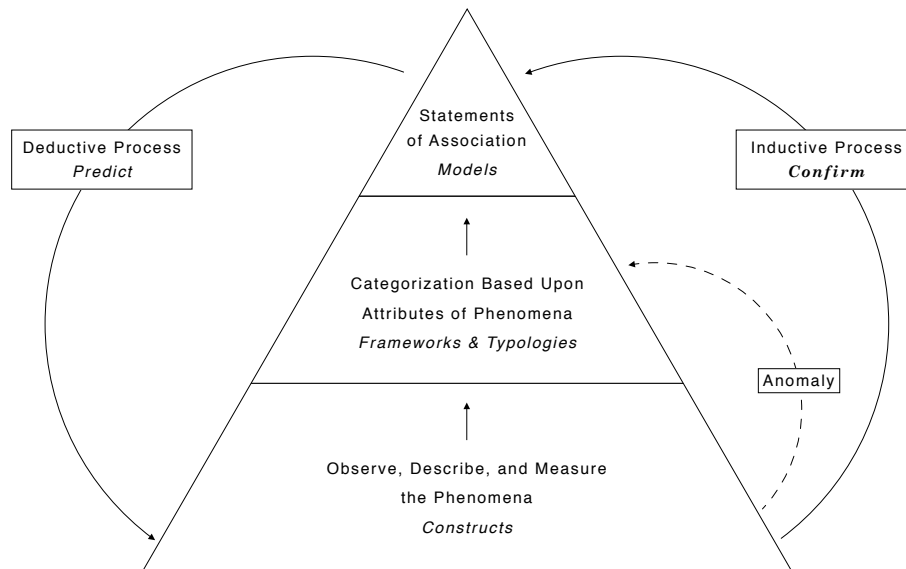 Statements
of Association
Models
Deductive Process
Predict
Inductive Process
Confirm
Categorization Based Upon
Attributes of Phenomena
Frameworks & Typologies
Anomaly
Observe, Describe, and Measure
the Phenomena
Constructs